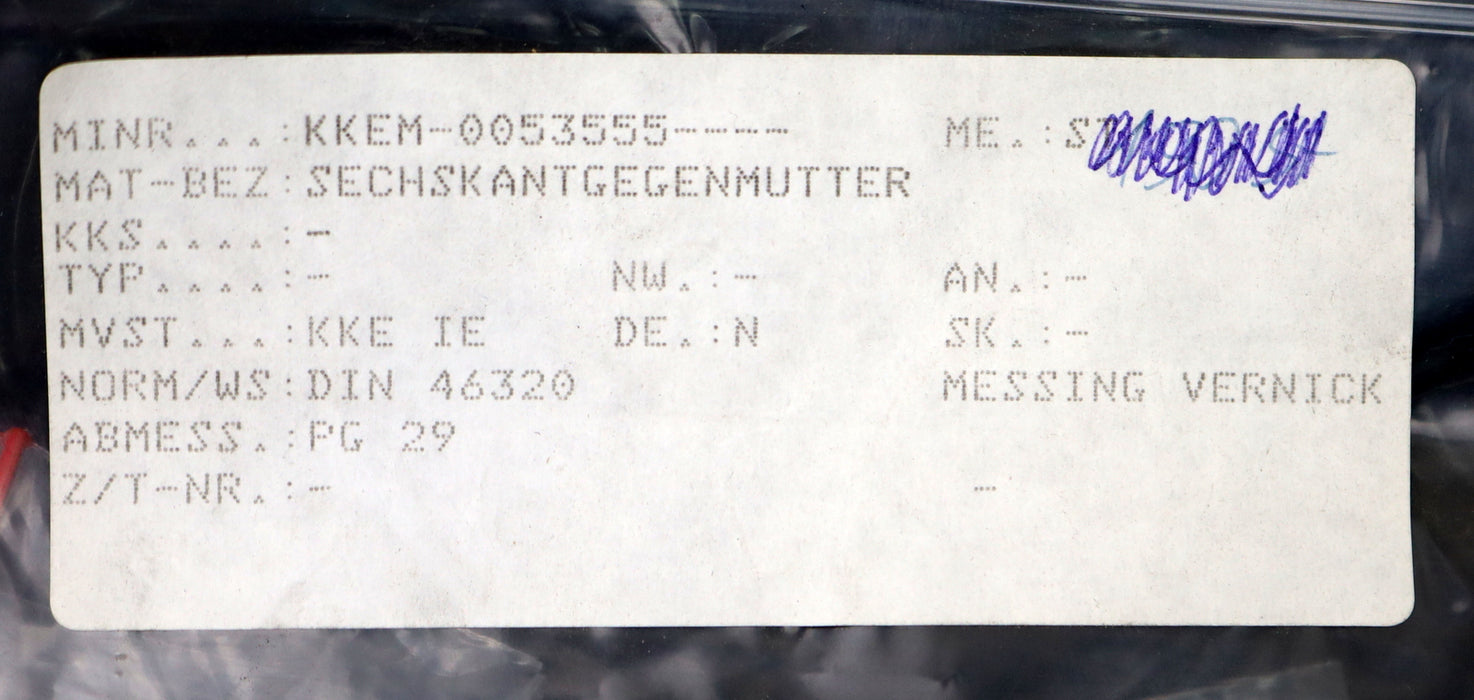 MINR...:KKEM-0053555---- ME.:ST
MAT-BEZ:SECHSKANTGEGENMUTTER
KKS....:-
TYP....:- NW.:- AN.:-
MVST...:KKE IE DE.:N SK.:-
NORM/WS:DIN 46320 MESSING VERNICK
ABMESS.:PG 29
Z/T-NR.:- -